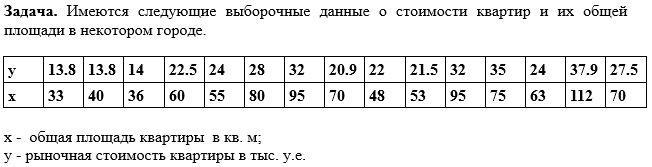 Задача. Имеются следующие выборочные данные о стоимости квартир и их общей
площади в некотором городе.
y 13.8 13.8 14 22.5 24 28 32 20.9 22 21.5 32 35 24 37.9 27.5
x 33 40 36 60 55 80 95 70 48 53 95 75 63 112 70
x - общая площадь квартиры в кв. м;
y - рыночная стоимость квартиры в тыс. у.е.